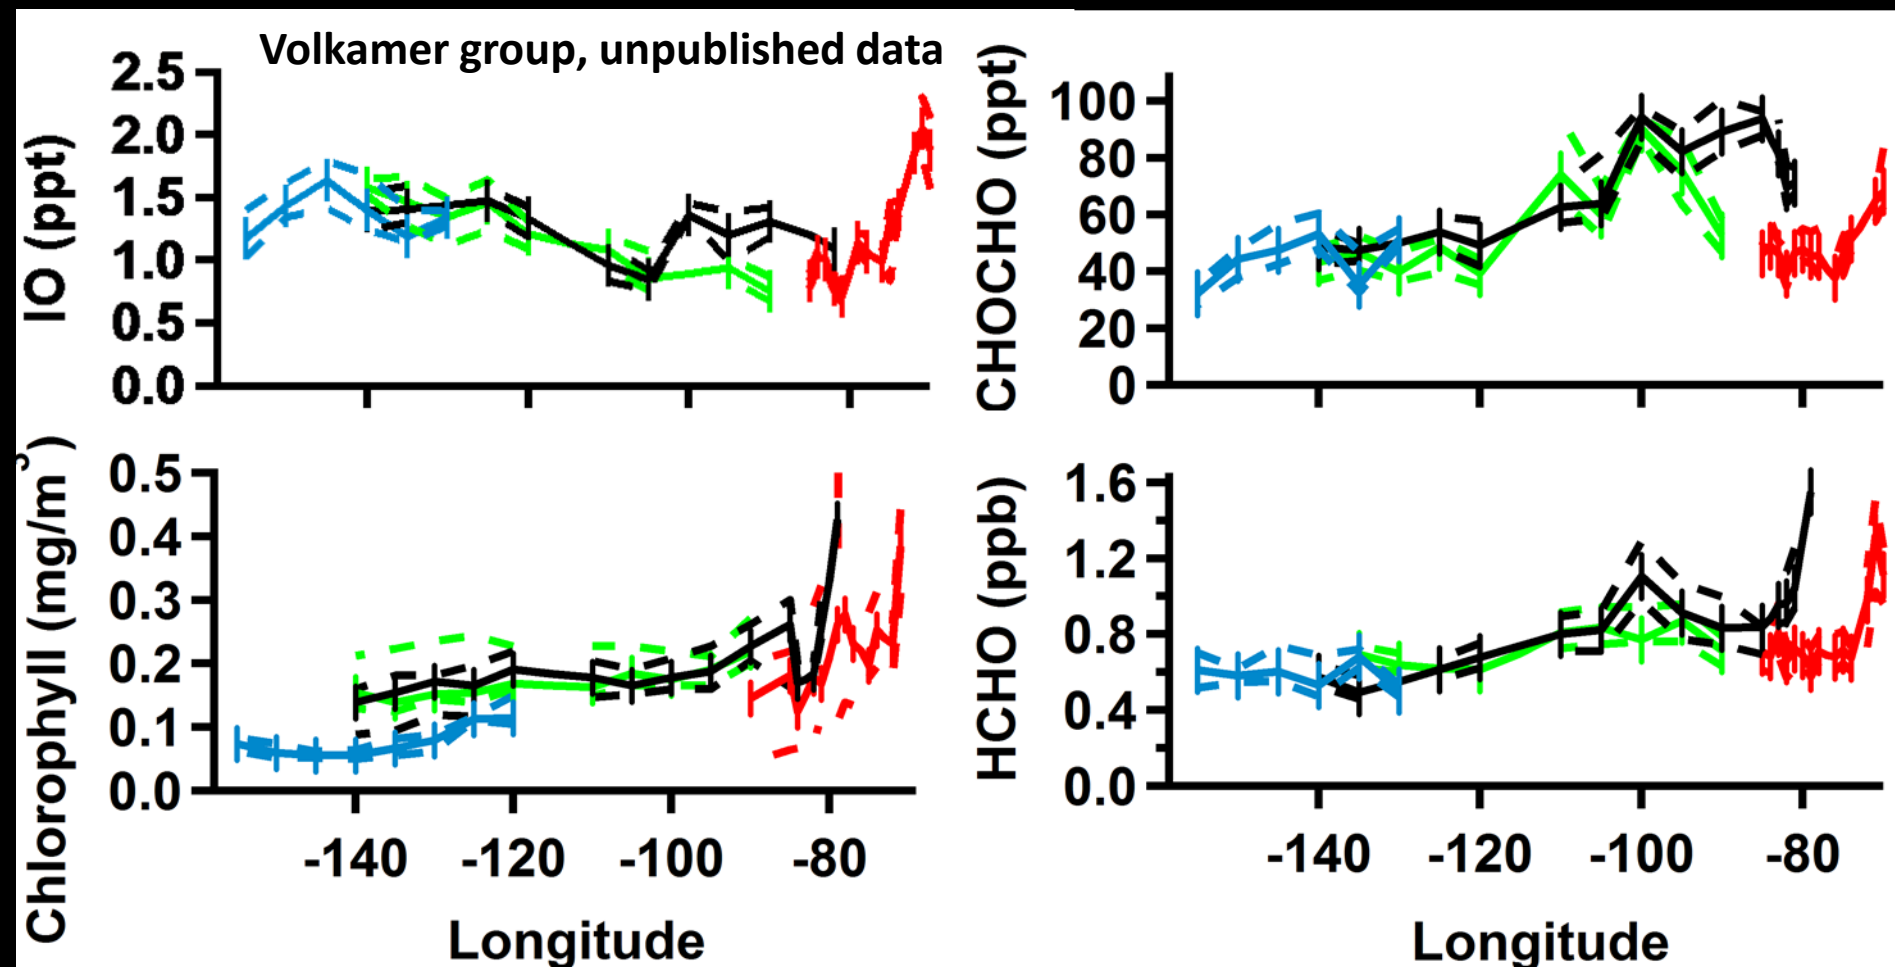 Volkamer group, unpublished data
IO (ppt)
2.5
2.0
1.5
1.0
0.5
0.0
CHOCHO (ppt)
100
80
60
40
20
0
Chlorophyll (mg/m³)
0.5
0.4
0.3
0.2
0.1
0.0
-140 -120 -100 -80
Longitude
HCHO (ppb)
1.6
1.2
0.8
0.4
0.0
-140 -120 -100 -80
Longitude